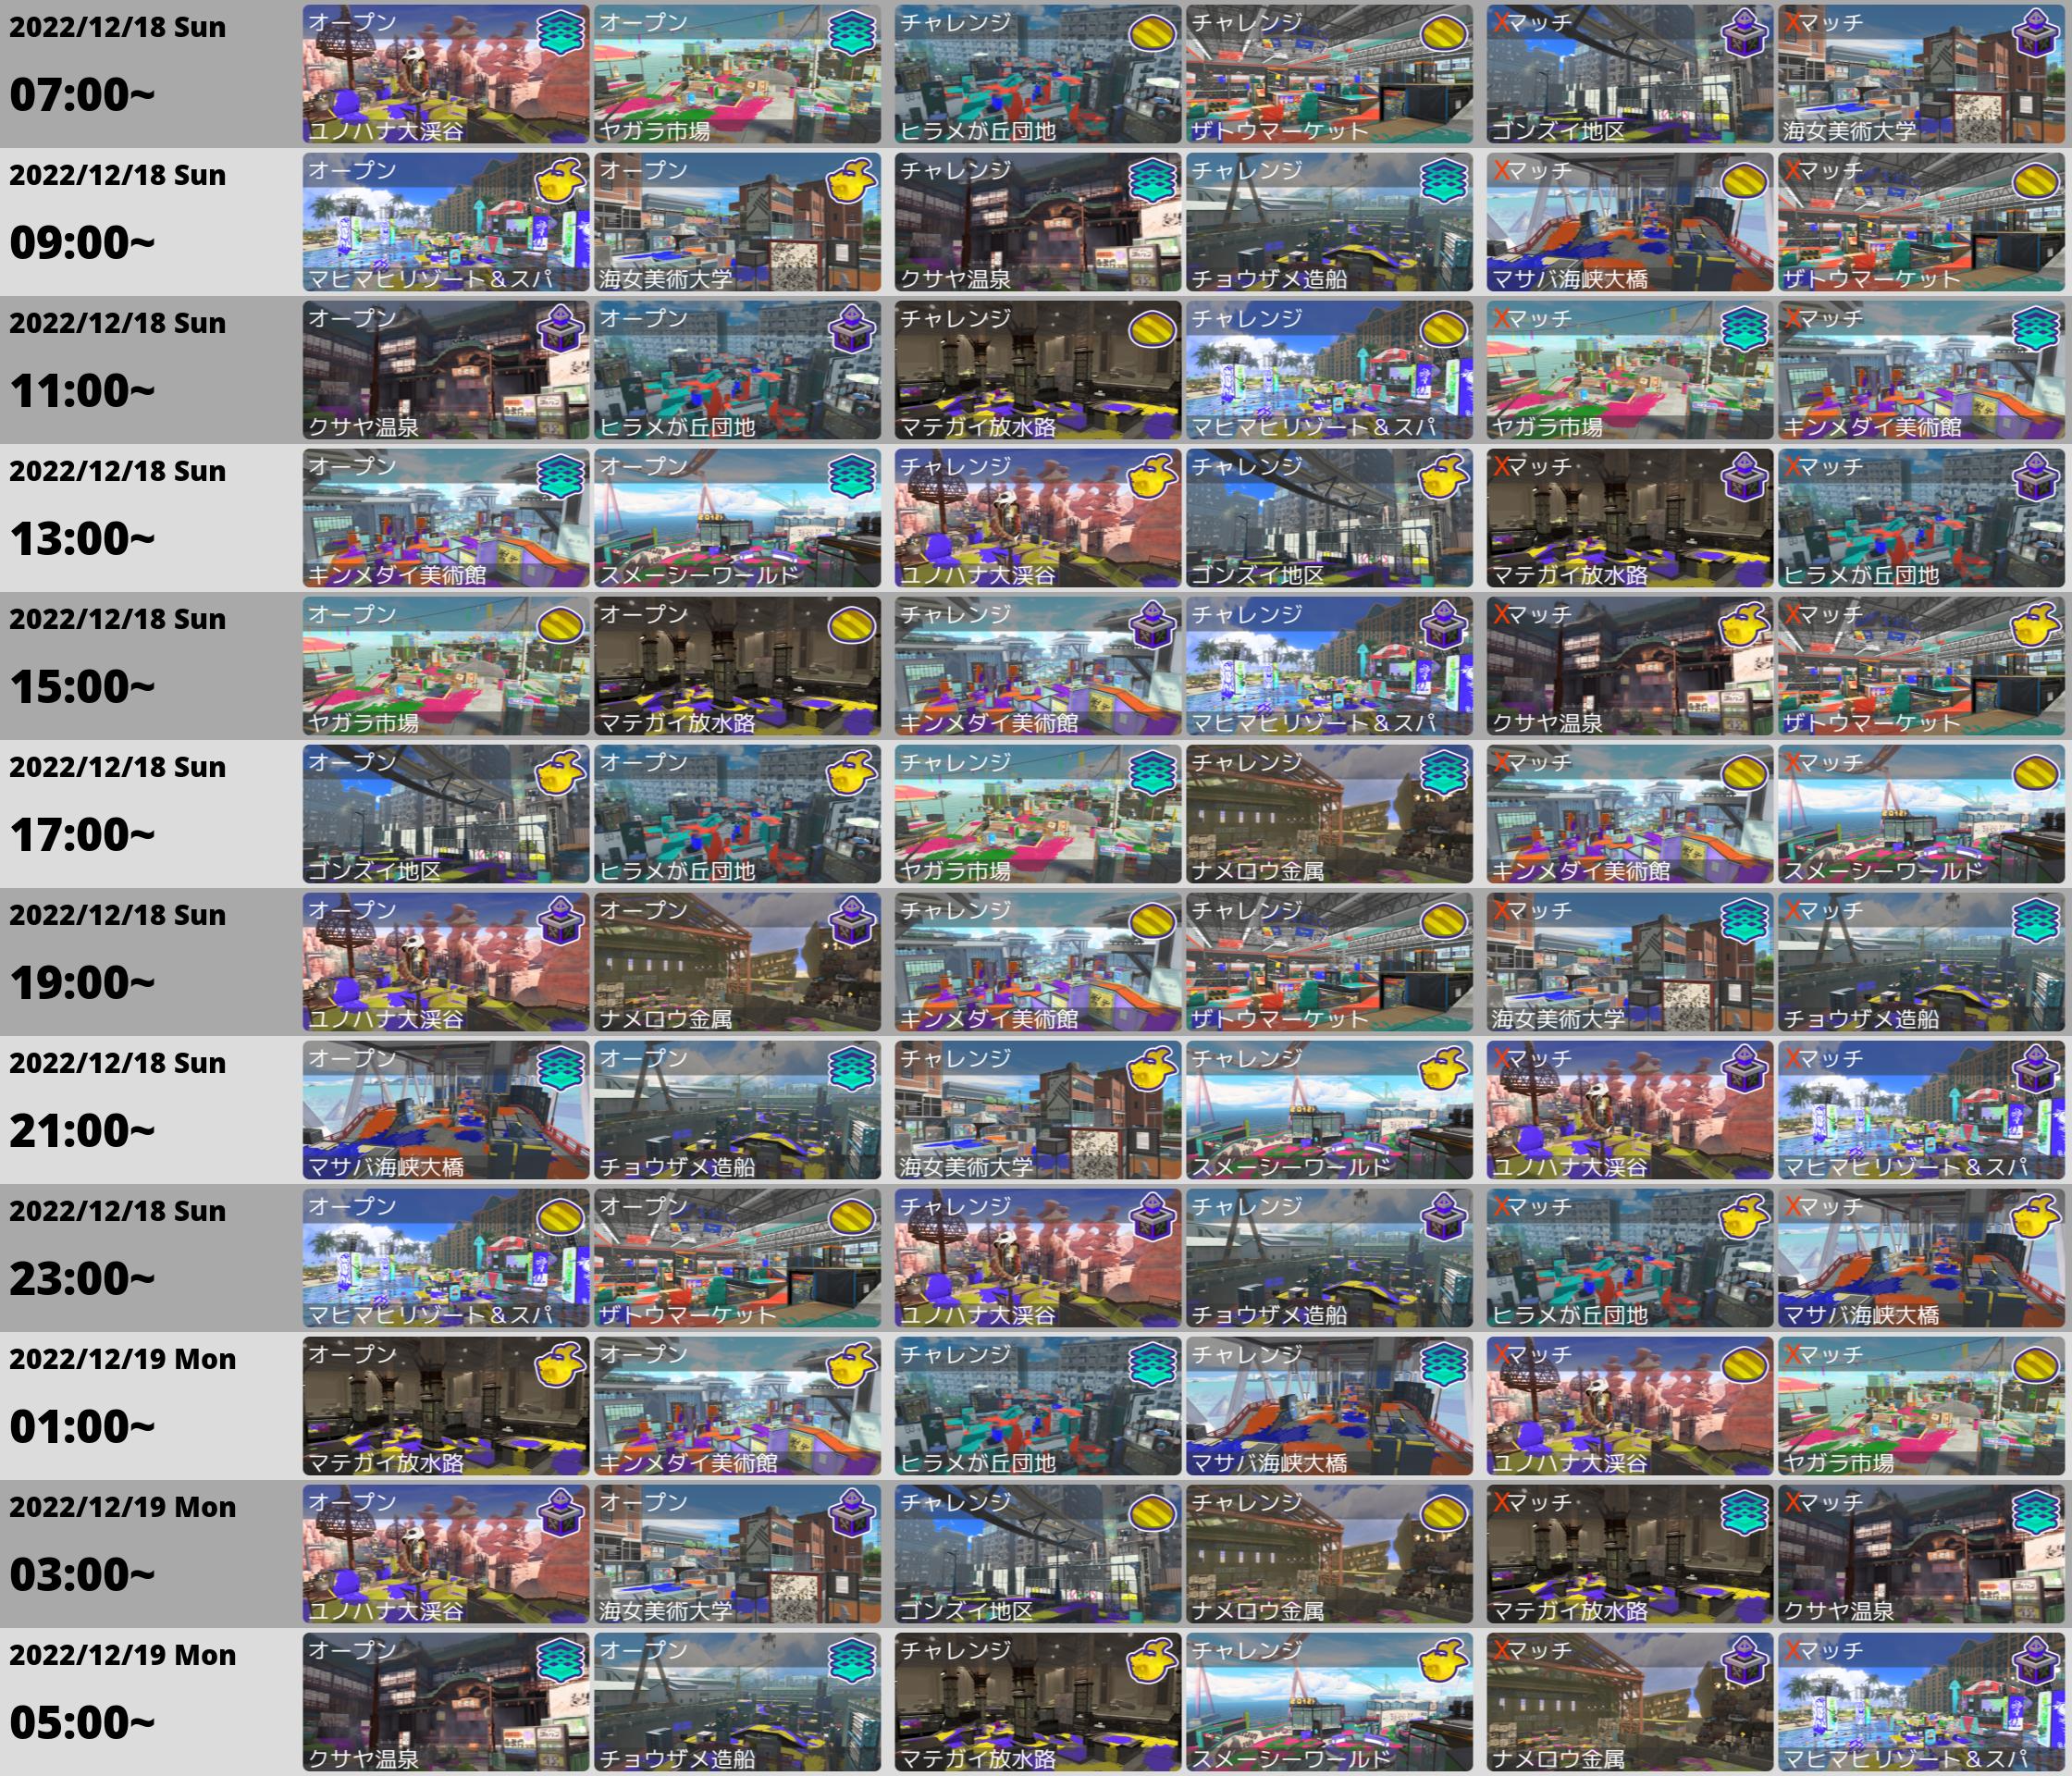 2022/12/18 Sun
07:00~
オープン オープン チャレンジ チャレンジ Xマッチ Xマッチ
ユノハナ大渓谷 ヤガラ市場 ヒラメが丘団地 ザトウマーケット ゴンズイ地区 海女美術大学
2022/12/18 Sun
09:00~
オープン オープン チャレンジ チャレンジ Xマッチ Xマッチ
マヒマヒリゾート&スパ 海女美術大学 クサヤ温泉 チョウザメ造船 マサバ海峡大橋 ザトウマーケット
2022/12/18 Sun
11:00~
オープン オープン チャレンジ チャレンジ Xマッチ Xマッチ
クサヤ温泉 ヒラメが丘団地 マテガイ放水路 マヒマヒリゾート&スパ ヤガラ市場 キンメダイ美術館
2022/12/18 Sun
13:00~
オープン オープン チャレンジ チャレンジ Xマッチ Xマッチ
キンメダイ美術館 スメーシーワールド ユノハナ大渓谷 ゴンズイ地区 マテガイ放水路 ヒラメが丘団地
2022/12/18 Sun
15:00~
オープン オープン チャレンジ チャレンジ Xマッチ Xマッチ
ヤガラ市場 マテガイ放水路 キンメダイ美術館 マヒマヒリゾート&スパ クサヤ温泉 ザトウマーケット
2022/12/18 Sun
17:00~
オープン オープン チャレンジ チャレンジ Xマッチ Xマッチ
ゴンズイ地区 ヒラメが丘団地 ヤガラ市場 ナメロウ金属 キンメダイ美術館 スメーシーワールド
2022/12/18 Sun
19:00~
オープン オープン チャレンジ チャレンジ Xマッチ Xマッチ
ユノハナ大渓谷 ナメロウ金属 キンメダイ美術館 ザトウマーケット 海女美術大学 チョウザメ造船
2022/12/18 Sun
21:00~
オープン オープン チャレンジ チャレンジ Xマッチ Xマッチ
マサバ海峡大橋 チョウザメ造船 海女美術大学 スメーシーワールド ユノハナ大渓谷 マヒマヒリゾート&スパ
2022/12/18 Sun
23:00~
オープン オープン チャレンジ チャレンジ Xマッチ Xマッチ
マヒマヒリゾート&スパ ザトウマーケット ユノハナ大渓谷 チョウザメ造船 ヒラメが丘団地 マサバ海峡大橋
2022/12/19 Mon
01:00~
オープン オープン チャレンジ チャレンジ Xマッチ Xマッチ
マテガイ放水路 キンメダイ美術館 ヒラメが丘団地 マサバ海峡大橋 ユノハナ大渓谷 ヤガラ市場
2022/12/19 Mon
03:00~
オープン オープン チャレンジ チャレンジ Xマッチ Xマッチ
ユノハナ大渓谷 海女美術大学 ゴンズイ地区 ナメロウ金属 マテガイ放水路 クサヤ温泉
2022/12/19 Mon
05:00~
オープン オープン チャレンジ チャレンジ Xマッチ Xマッチ
クサヤ温泉 チョウザメ造船 マテガイ放水路 スメーシーワールド ナメロウ金属 マヒマヒリゾート&スパ